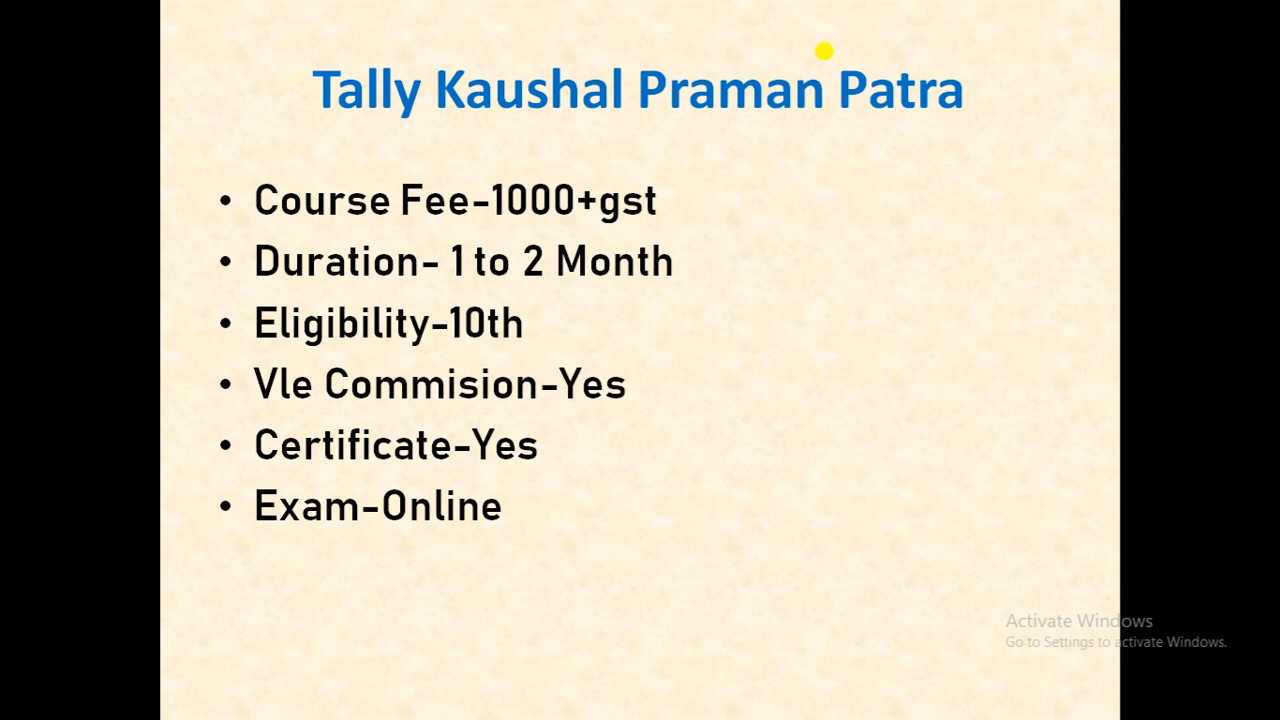 Tally Kaushal Praman Patra
• Course Fee-1000+gst
• Duration- 1 to 2 Month
• Eligibility-10th
• Vle Commision-Yes
• Certificate-Yes
• Exam-Online
Activate Windows
Go to Settings to activate Windows.